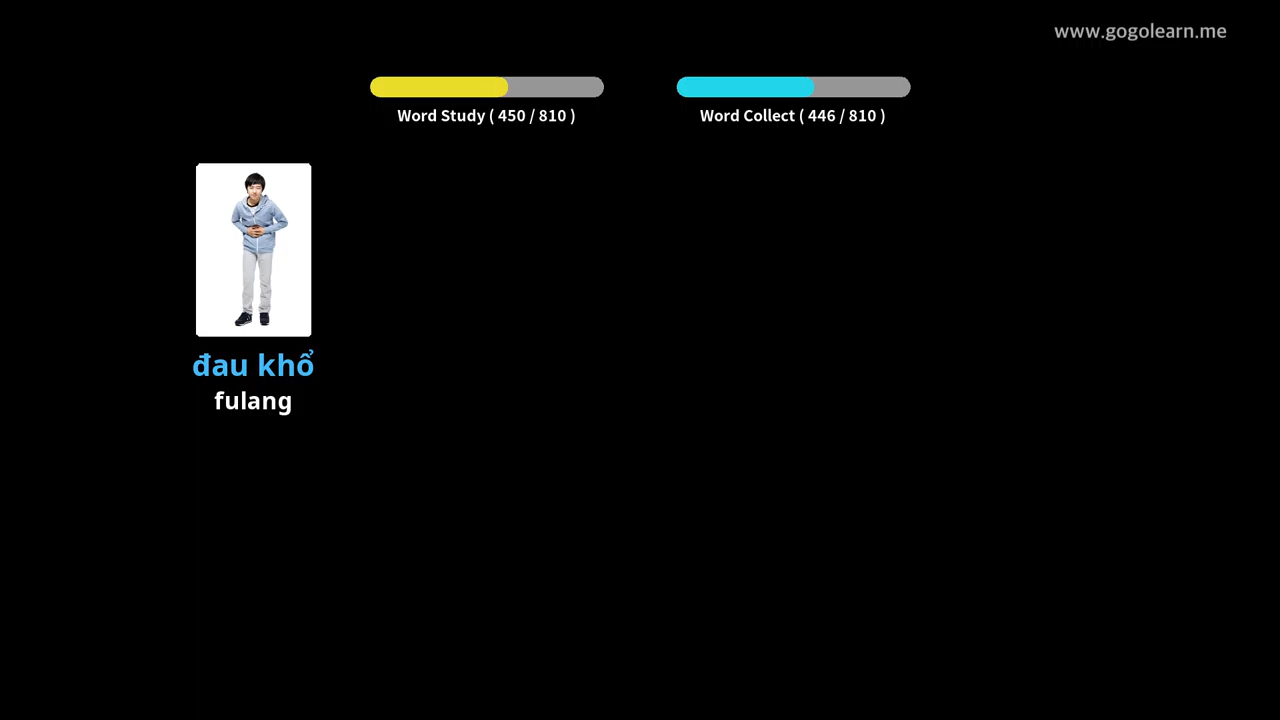 www.gogolearn.me
Word Study ( 450 / 810 )
Word Collect ( 446 / 810 )
đau khổ
fulang